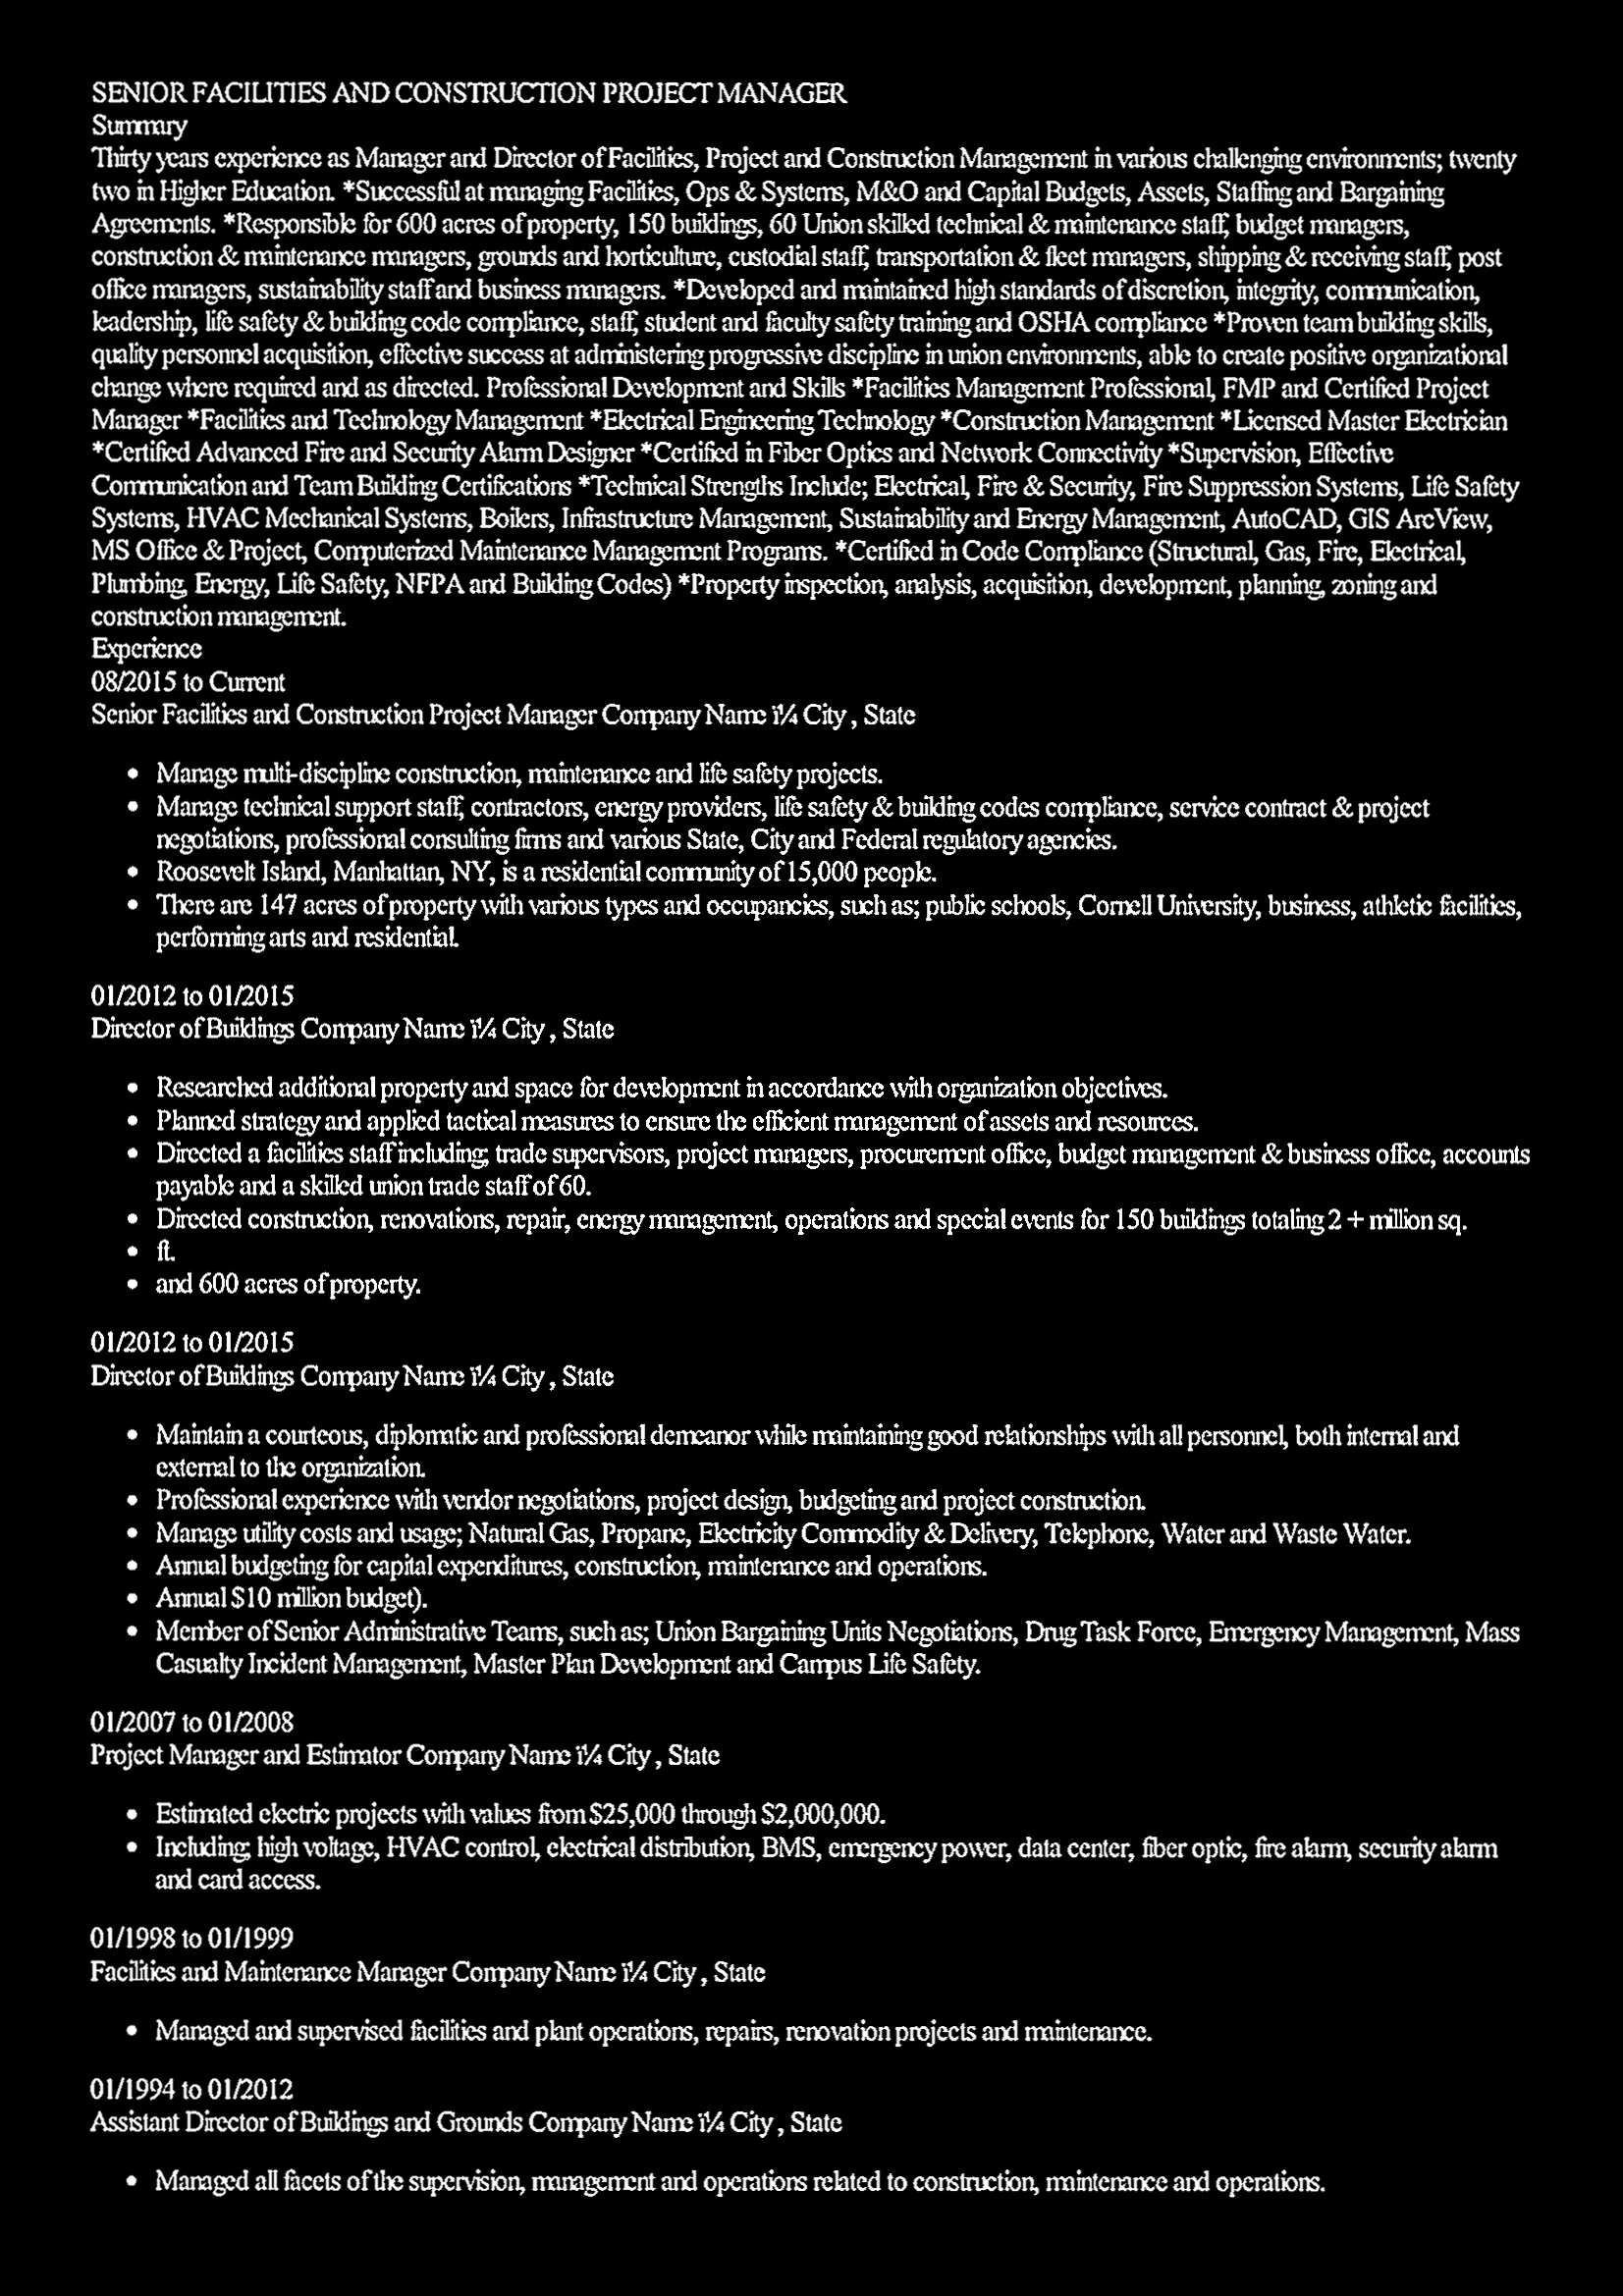 SENIOR FACILITIES AND CONSTRUCTION PROJECT MANAGER
Summary
Thirty years experience as Manager and Director of Facilities, Project and Construction Management in various challenging environments; twenty
two in Higher Education. *Successful at managing Facilities, Ops & Systems, M&O and Capital Budgets, Assets, Staffing and Bargaining
Agreements. *Responsible for 600 acres of property, 150 buildings, 60 Union skilled technical & maintenance staff, budget managers,
construction & maintenance managers, grounds and horticulture, custodial staff, transportation & fleet managers, shipping & receiving staff, post
office managers, sustainability staff and business managers. *Developed and maintained high standards of discretion, integrity, communication,
leadership, life safety & building code compliance, staff, student and faculty safety training and OSHA compliance *Proven team building skills,
quality personnel acquisition, effective success at administering progressive discipline in union environments, able to create positive organizational
change where required and as directed. Professional Development and Skills *Facilities Management Professional, FMP and Certified Project
Manager *Facilities and Technology Management *Electrical Engineering Technology *Construction Management *Licensed Master Electrician
*Certified Advanced Fire and Security Alarm Designer *Certified in Fiber Optics and Network Connectivity *Supervision, Effective
Communication and Team Building Certifications *Technical Strengths Include; Electrical, Fire & Security, Fire Suppression Systems, Life Safety
Systems, HVAC Mechanical Systems, Boilers, Infrastructure Management, Sustainability and Energy Management, AutoCAD, GIS ArcView,
MS Office & Project, Computerized Maintenance Management Programs. *Certified in Code Compliance (Structural, Gas, Fire, Electrical,
Plumbing, Energy, Life Safety, NFPA and Building Codes) *Property inspection, analysis, acquisition, development, planning, zoning and
construction management.
Experience
08/2015 to Current
Senior Facilities and Construction Project Manager Company Name ï¼ City , State
• Manage multi-discipline construction, maintenance and life safety projects.
• Manage technical support staff, contractors, energy providers, life safety & building codes compliance, service contract & project
negotiations, professional consulting firms and various State, City and Federal regulatory agencies.
• Roosevelt Island, Manhattan, NY, is a residential community of 15,000 people.
• There are 147 acres of property with various types and occupancies, such as; public schools, Cornell University, business, athletic facilities,
performing arts and residential.
01/2012 to 01/2015
Director of Buildings Company Name ï¼ City , State
• Researched additional property and space for development in accordance with organization objectives.
• Planned strategy and applied tactical measures to ensure the efficient management of assets and resources.
• Directed a facilities staff including; trade supervisors, project managers, procurement office, budget management & business office, accounts
payable and a skilled union trade staff of 60.
• Directed construction, renovations, repair, energy management, operations and special events for 150 buildings totaling 2 + million sq.
• ft.
• and 600 acres of property.
01/2012 to 01/2015
Director of Buildings Company Name ï¼ City , State
• Maintain a courteous, diplomatic and professional demeanor while maintaining good relationships with all personnel, both internal and
external to the organization.
• Professional experience with vendor negotiations, project design, budgeting and project construction.
• Manage utility costs and usage; Natural Gas, Propane, Electricity Commodity & Delivery, Telephone, Water and Waste Water.
• Annual budgeting for capital expenditures, construction, maintenance and operations.
• Annual $10 million budget).
• Member of Senior Administrative Teams, such as; Union Bargaining Units Negotiations, Drug Task Force, Emergency Management, Mass
Casualty Incident Management, Master Plan Development and Campus Life Safety.
01/2007 to 01/2008
Project Manager and Estimator Company Name ï¼ City , State
• Estimated electric projects with values from $25,000 through $2,000,000.
• Including; high voltage, HVAC control, electrical distribution, BMS, emergency power, data center, fiber optic, fire alarm, security alarm
and card access.
01/1998 to 01/1999
Facilities and Maintenance Manager Company Name ï¼ City , State
• Managed and supervised facilities and plant operations, repairs, renovation projects and maintenance.
01/1994 to 01/2012
Assistant Director of Buildings and Grounds Company Name ï¼ City , State
• Managed all facets of the supervision, management and operations related to construction, maintenance and operations.